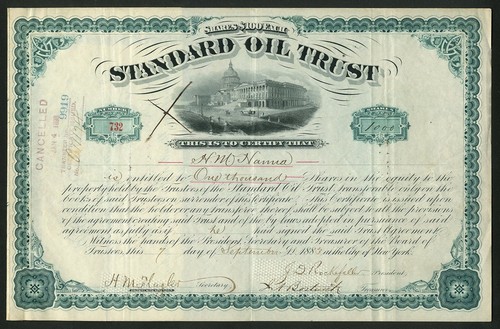 SHARES $100 EACH
STANDARD OIL TRUST
NUMBER
732
SHARES
1000
CANCELLED
9919
THIS IS TO CERTIFY THAT
H M Hanna
is entitled to One thousand Shares in the equity to the
property held by the Trustees of the Standard Oil Trust transferable only on the
books of said Trustees on surrender of this Certificate. This Certificate is issued upon
condition that the holder or any transferee thereof shall be subject to all the provisions
of the agreement creating said Trust and of the by laws adopted in pursuance of said
agreement as fully as if he had signed the said Trust agreement.
Witness the hands of the President Secretary and Treasurer of the Board of
Trustees, this day of September 188 in the City of New York.
H. M. Flagler Secretary
J. D. Rockefeller President,
Treasurer